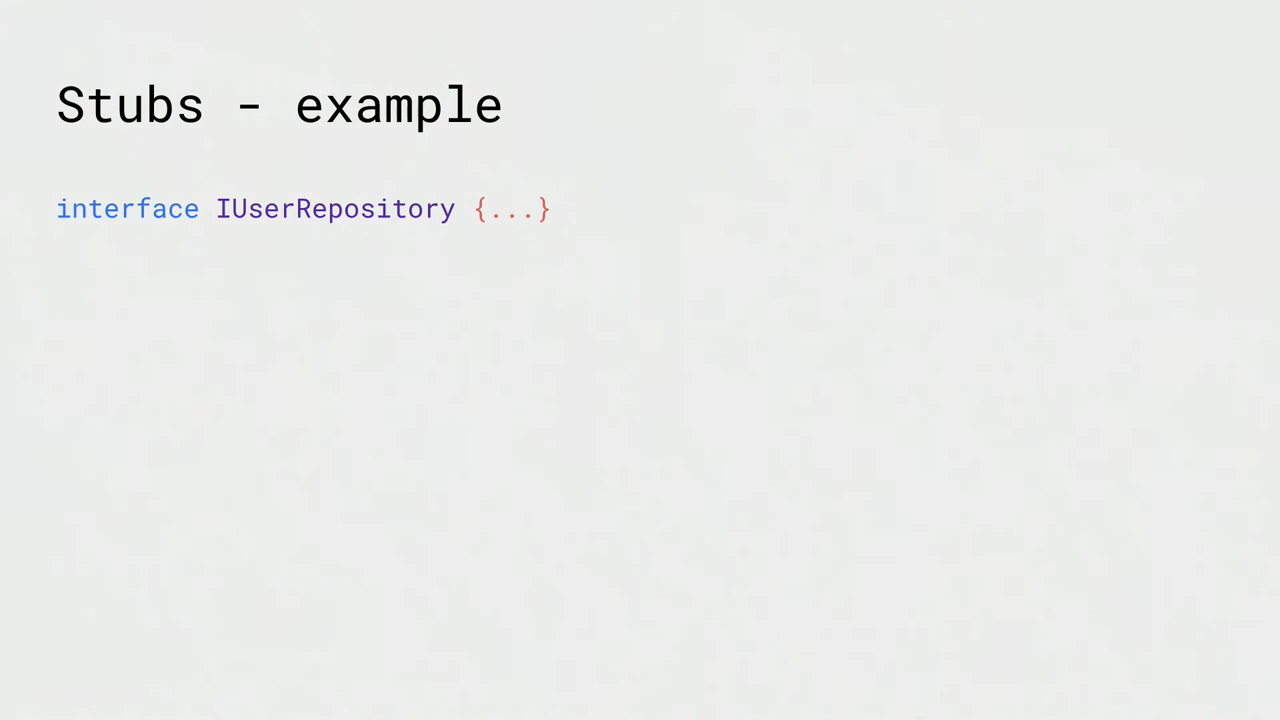 Stubs - example
interface IUserRepository {...}